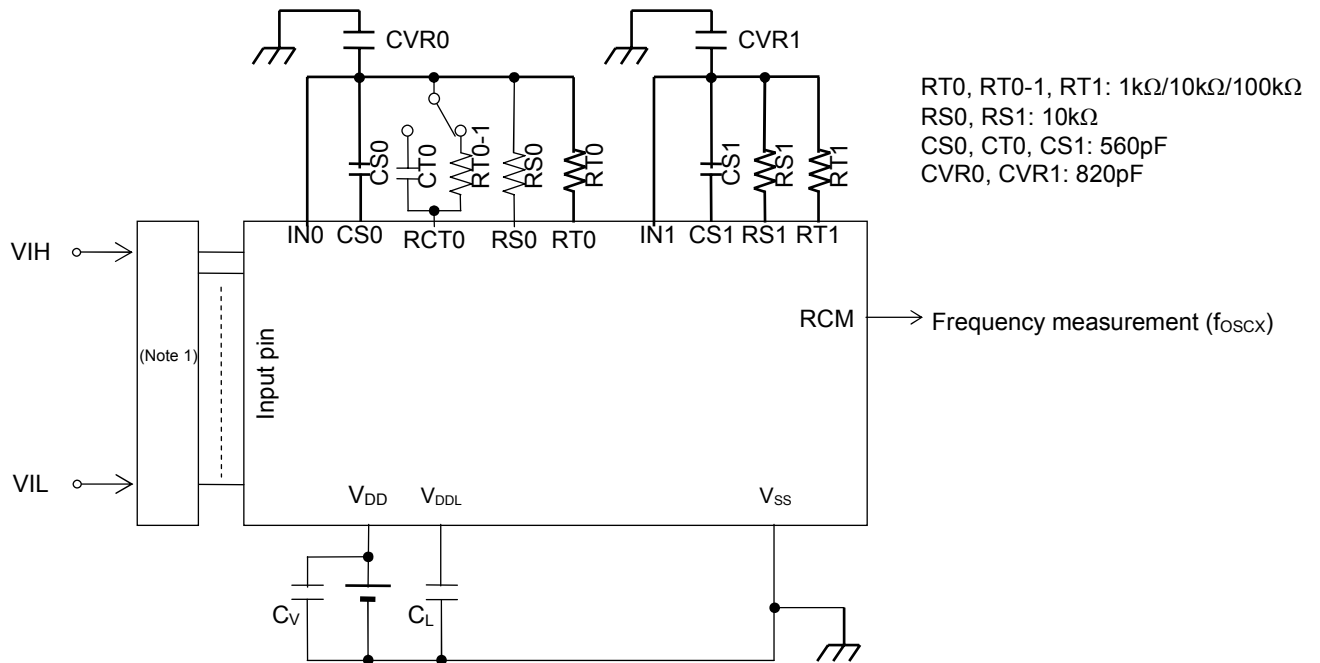 CVR0
CVR1
RT0, RT0-1, RT1: 1kΩ/10kΩ/100kΩ
RS0, RS1: 10kΩ
CS0, CT0, CS1: 560pF
CVR0, CVR1: 820pF
CS0
CT0
RT0-1
RS0
RT0
CS1
RS1
RT1
IN0 CS0 RCT0 RS0 RT0
IN1 CS1 RS1 RT1
VIH
(Note 1)
Input pin
RCM
Frequency measurement (fOSCX)
VIL
VDD
VDDL
VSS
CV
CL